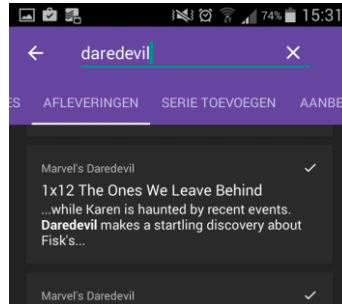 74% 15:31
daredevil
ES AFLEVERINGEN SERIE TOEVOEGEN AANBE
Marvel's Daredevil
1x12 The Ones We Leave Behind
...while Karen is haunted by recent events.
Daredevil makes a startling discovery about
Fisk's...
Marvel's Daredevil